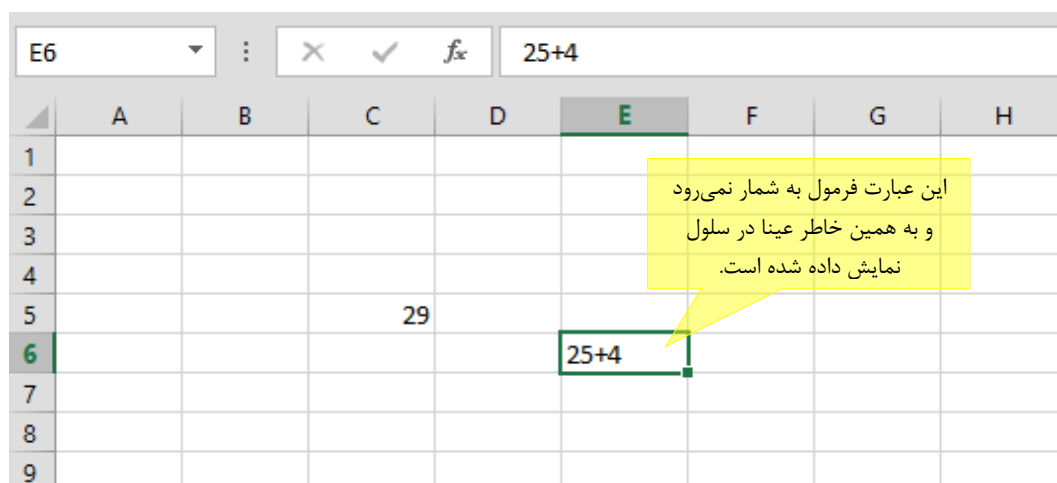 E6 fx 25+4
A B C D E F G H
1
2
3
4
5 29
6 25+4
7
8
9
این عبارت فرمول به شمار نمی‌رود
و به همین خاطر عینا در سلول
نمایش داده شده است.